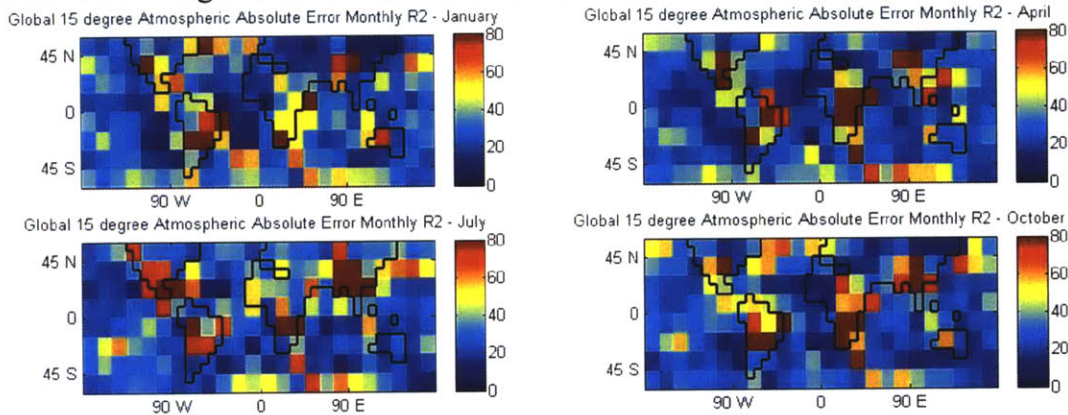 Global 15 degree Atmospheric Absolute Error Monthly R2 - January
45 N
0
45 S
90 W
0
90 E
80
60
40
20
0
Global 15 degree Atmospheric Absolute Error Monthly R2 - April
45 N
0
45 S
90 W
0
90 E
80
60
40
20
0
Global 15 degree Atmospheric Absolute Error Monthly R2 - July
45 N
0
45 S
90 W
0
90 E
80
60
40
20
0
Global 15 degree Atmospheric Absolute Error Monthly R2 - October
45 N
0
45 S
90 W
0
90 E
80
60
40
20
0